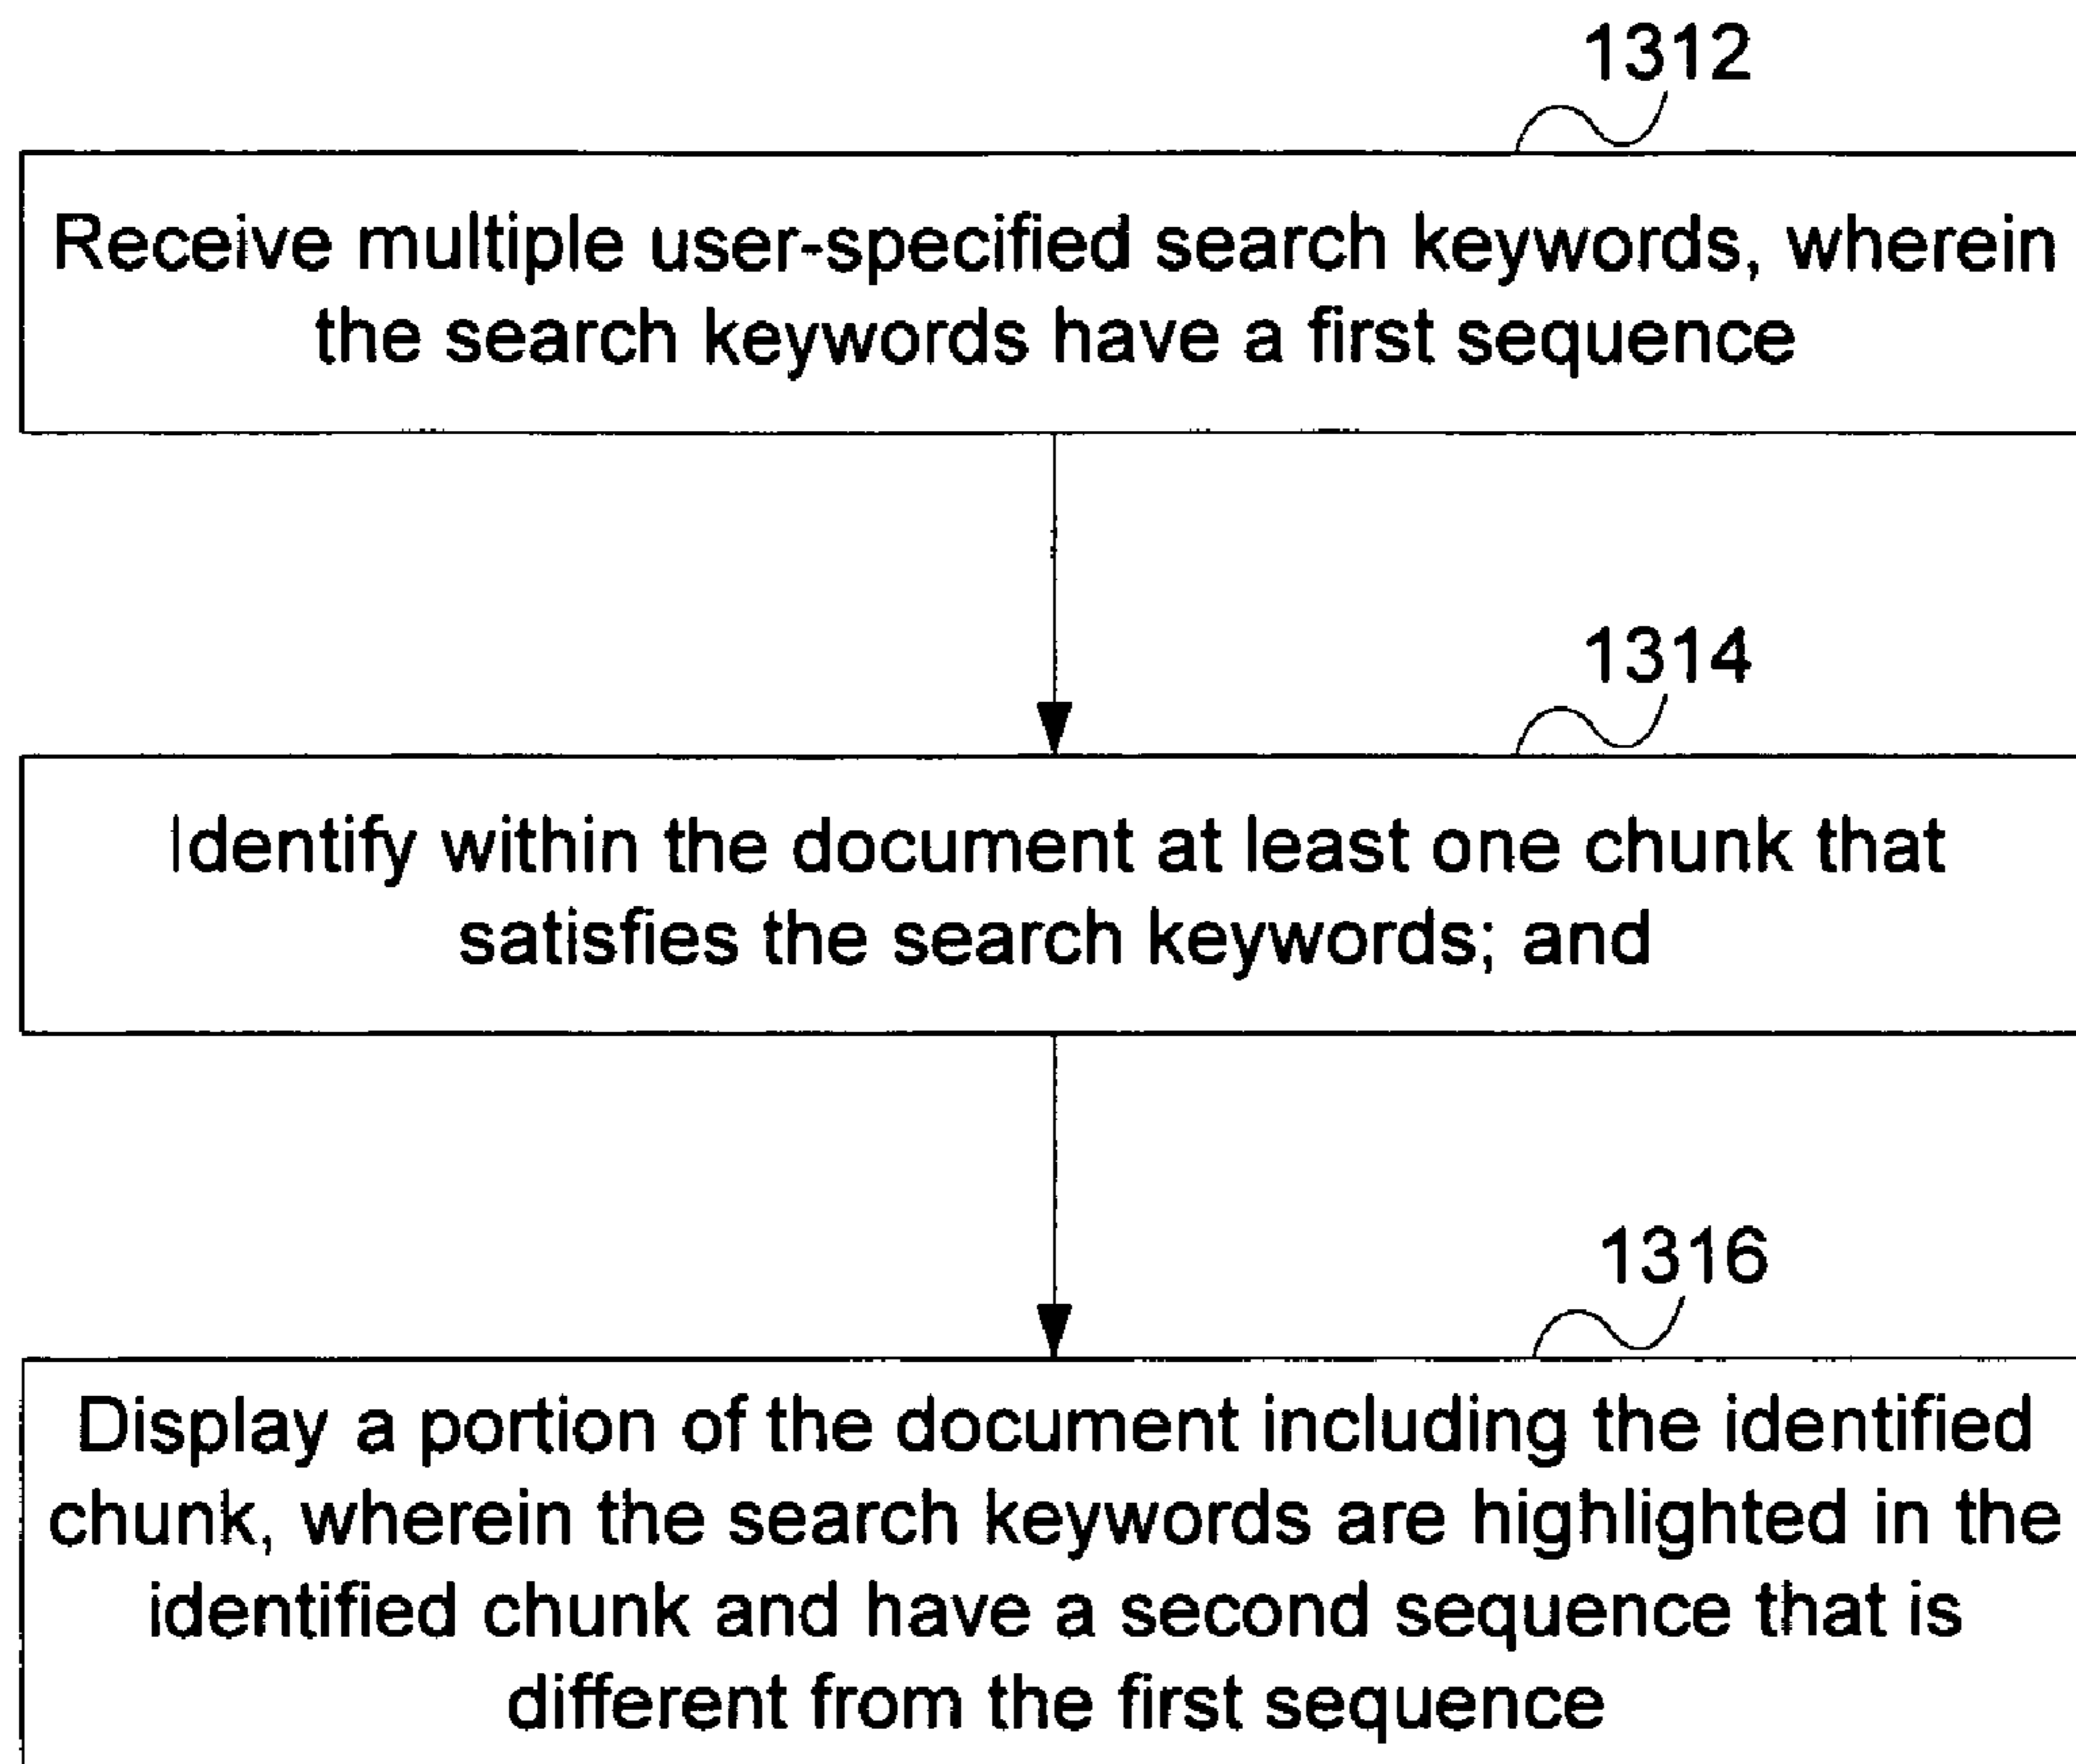 1312
Receive multiple user-specified search keywords, wherein
the search keywords have a first sequence
1314
Identify within the document at least one chunk that
satisfies the search keywords; and
1316
Display a portion of the document including the identified
chunk, wherein the search keywords are highlighted in the
identified chunk and have a second sequence that is
different from the first sequence